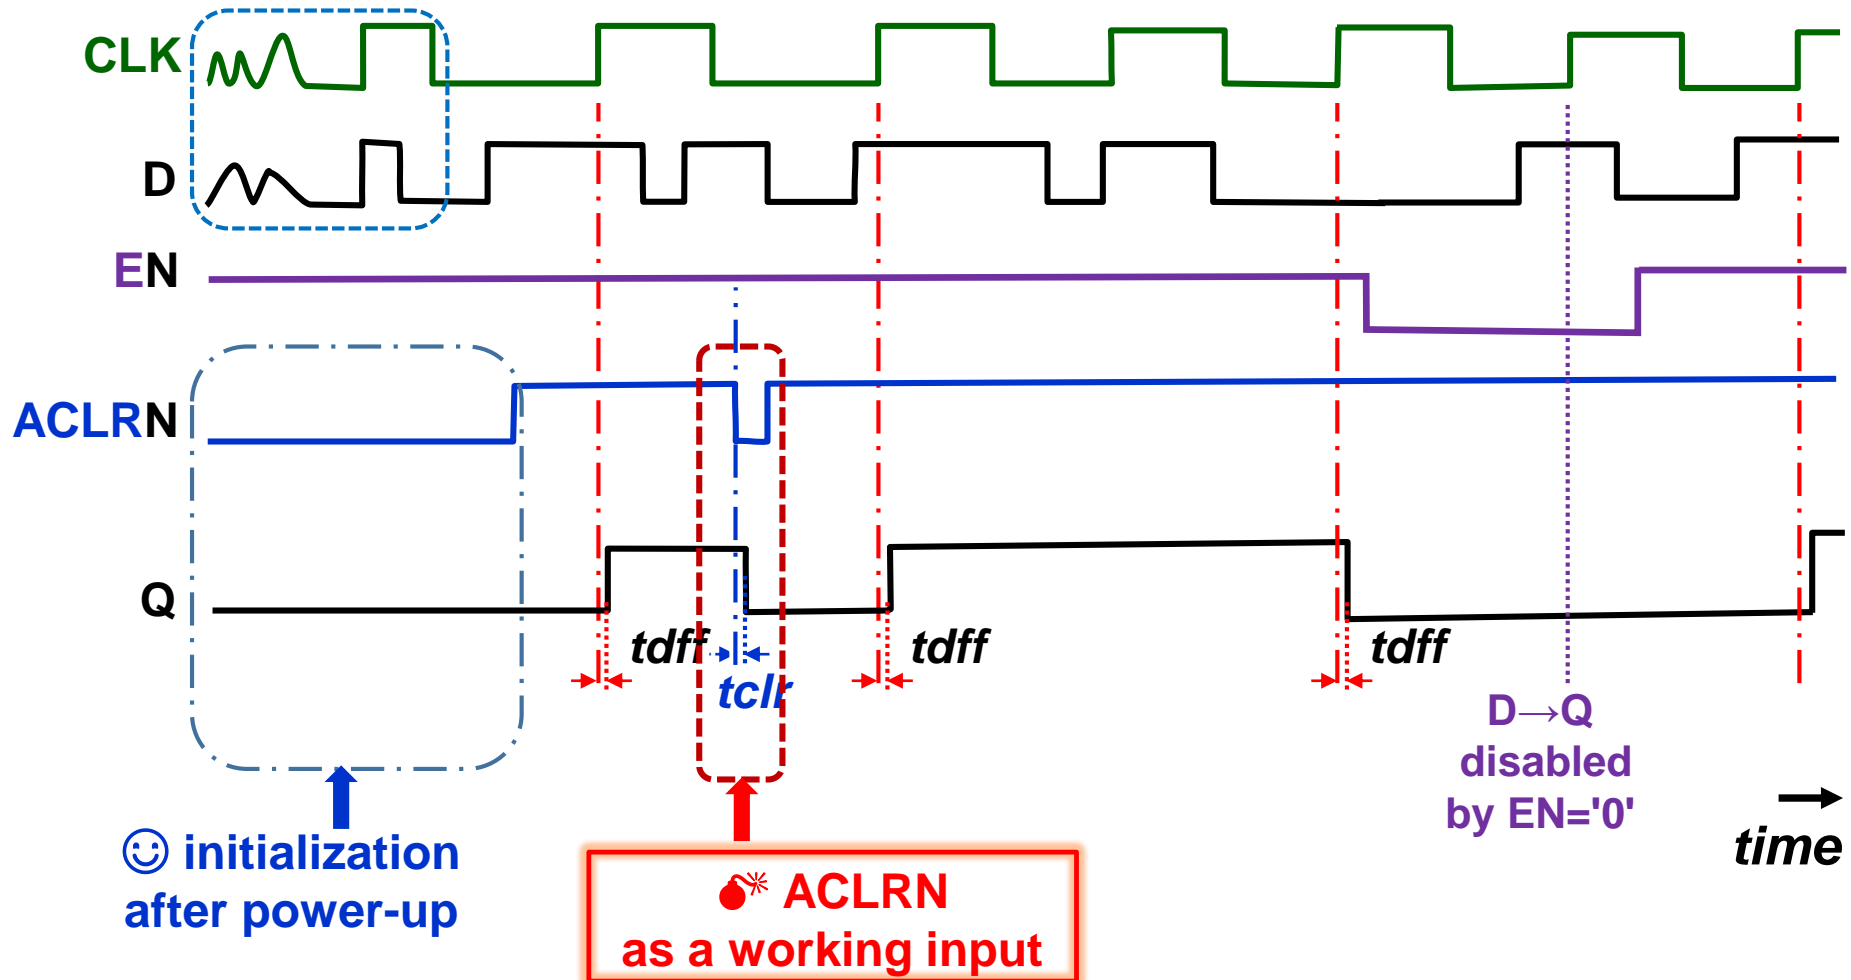 CLK
D
EN
ACLRN
Q
tdff
tclr
tdff
tdff
D→Q
disabled
by EN='0'
time
☺ initialization
after power-up
💣 ACLRN
as a working input